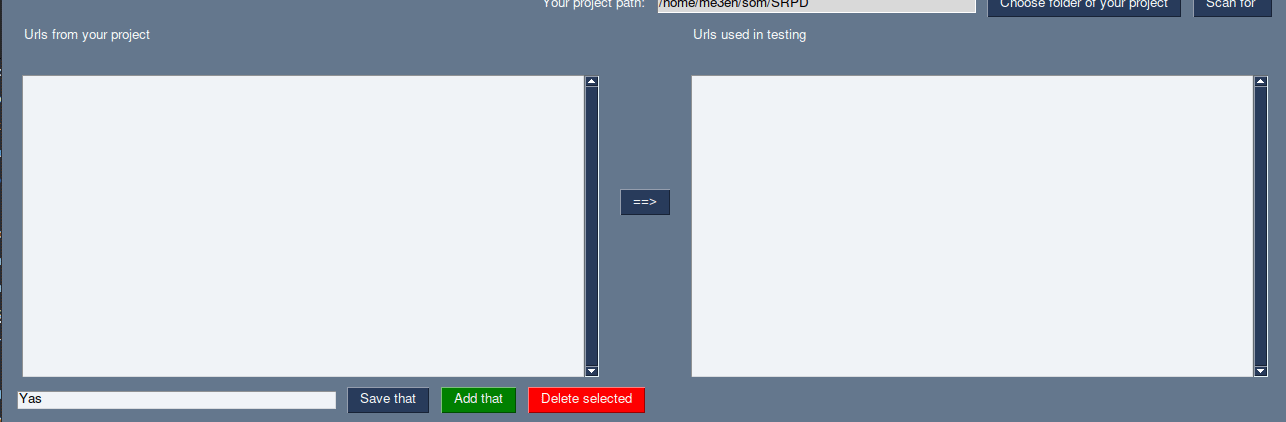 Your project path: /home/me3en/som/SRPD Choose folder of your project Scan for
Urls from your project Urls used in testing
==>
Yas Save that Add that Delete selected